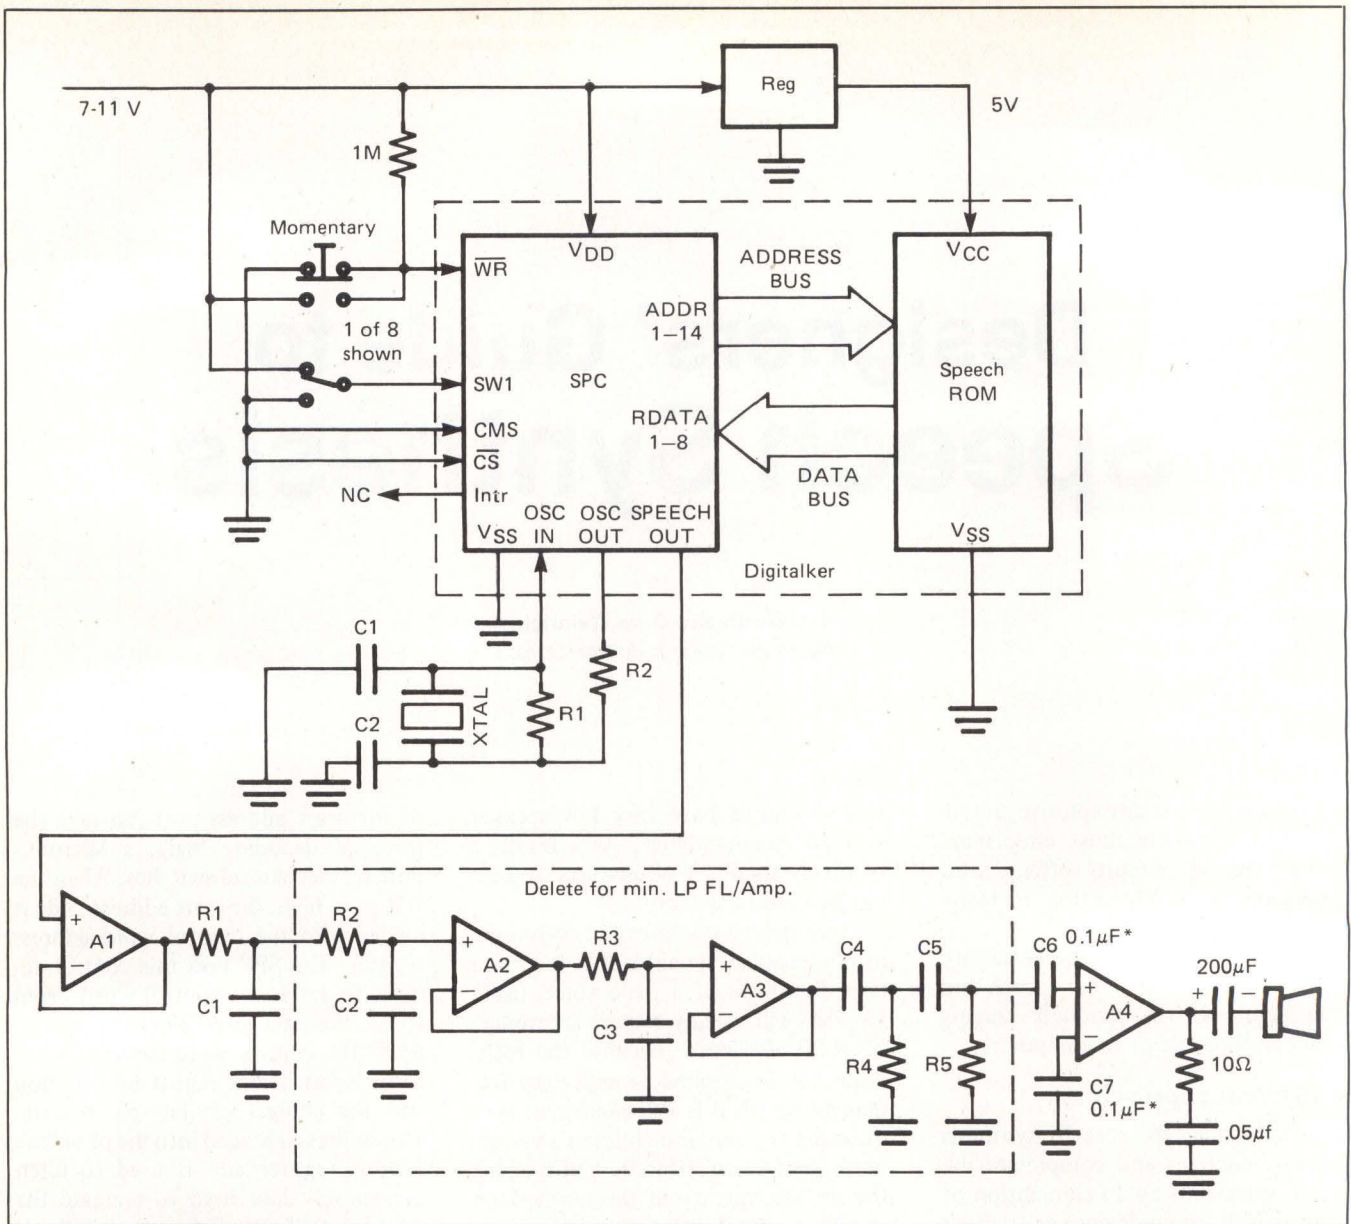 7-11 V
Reg
5V
1M
Momentary
WR
VDD
ADDRESS
BUS
VCC
1 of 8
shown
ADDR
1–14
SW1
SPC
Speech
ROM
CMS
RDATA
1–8
CS
NC
Intr
DATA
BUS
VSS
OSC
IN
OSC
OUT
SPEECH
OUT
VSS
Digitalker
C1
R2
XTAL
R1
C2
Delete for min. LP FL/Amp.
+
A1
−
R1
C1
R2
C2
+
A2
−
R3
C3
+
A3
−
C4
C5
R4
R5
C6
0.1µF*
+
A4
−
C7
0.1µF*
200µF
+ −
10Ω
.05µf